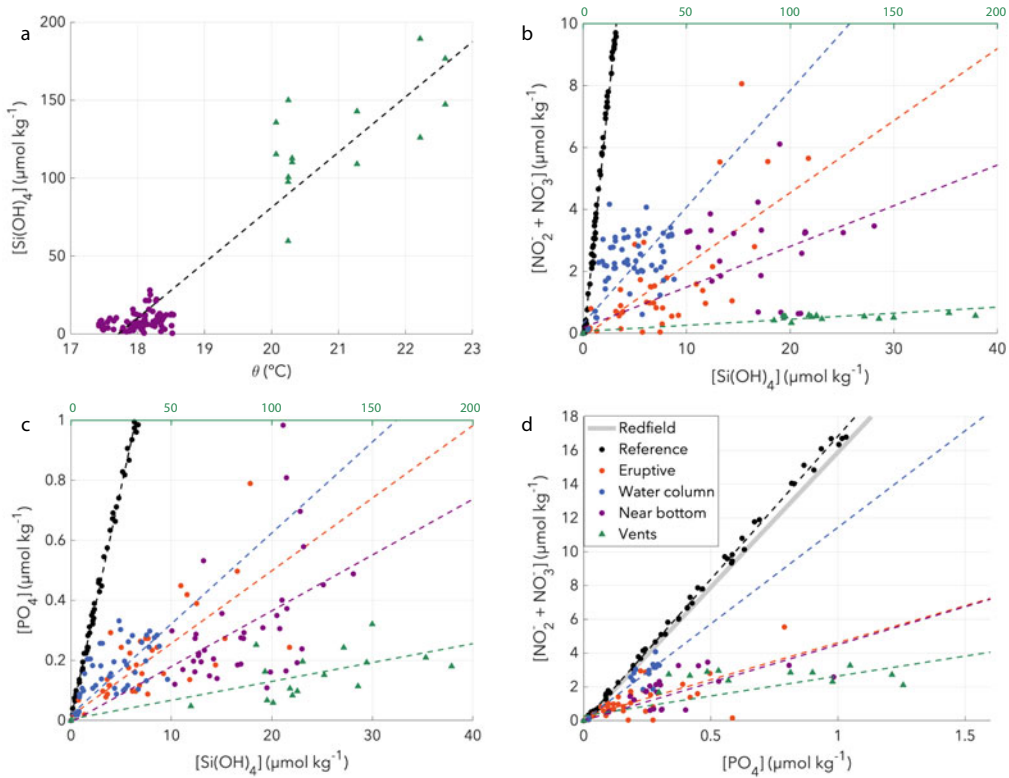 a
200
150
100
50
0
[Si(OH)4] (µmol kg-1)
17 18 19 20 21 22 23
θ (°C)
b
0 50 100 150 200
10
8
6
4
2
0
[NO2- + NO3-] (µmol kg-1)
0 10 20 30 40
[Si(OH)4] (µmol kg-1)
c
0 50 100 150 200
1
0.8
0.6
0.4
0.2
0
[PO4] (µmol kg-1)
0 10 20 30 40
[Si(OH)4] (µmol kg-1)
d
18
16
14
12
10
8
6
4
2
0
[NO2- + NO3-] (µmol kg-1)
Redfield
Reference
Eruptive
Water column
Near bottom
Vents
0 0.5 1 1.5
[PO4] (µmol kg-1)